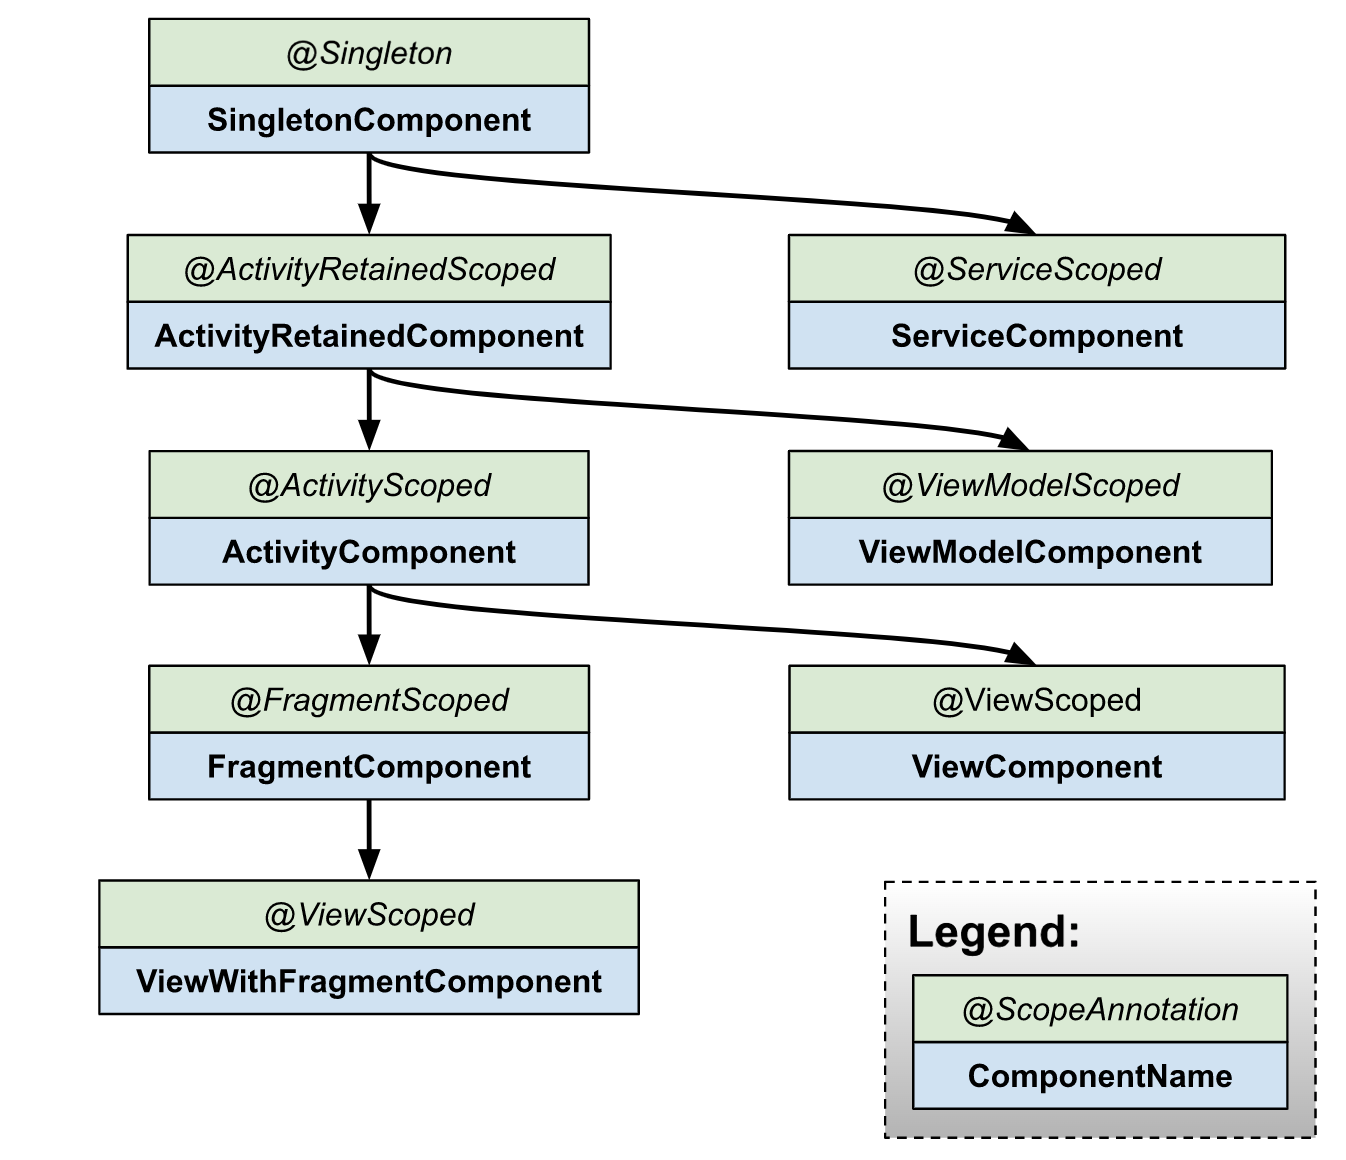 @Singleton
SingletonComponent
@ActivityRetainedScoped
ActivityRetainedComponent
@ServiceScoped
ServiceComponent
@ActivityScoped
ActivityComponent
@ViewModelScoped
ViewModelComponent
@FragmentScoped
FragmentComponent
@ViewScoped
ViewComponent
@ViewScoped
ViewWithFragmentComponent
Legend:
@ScopeAnnotation
ComponentName